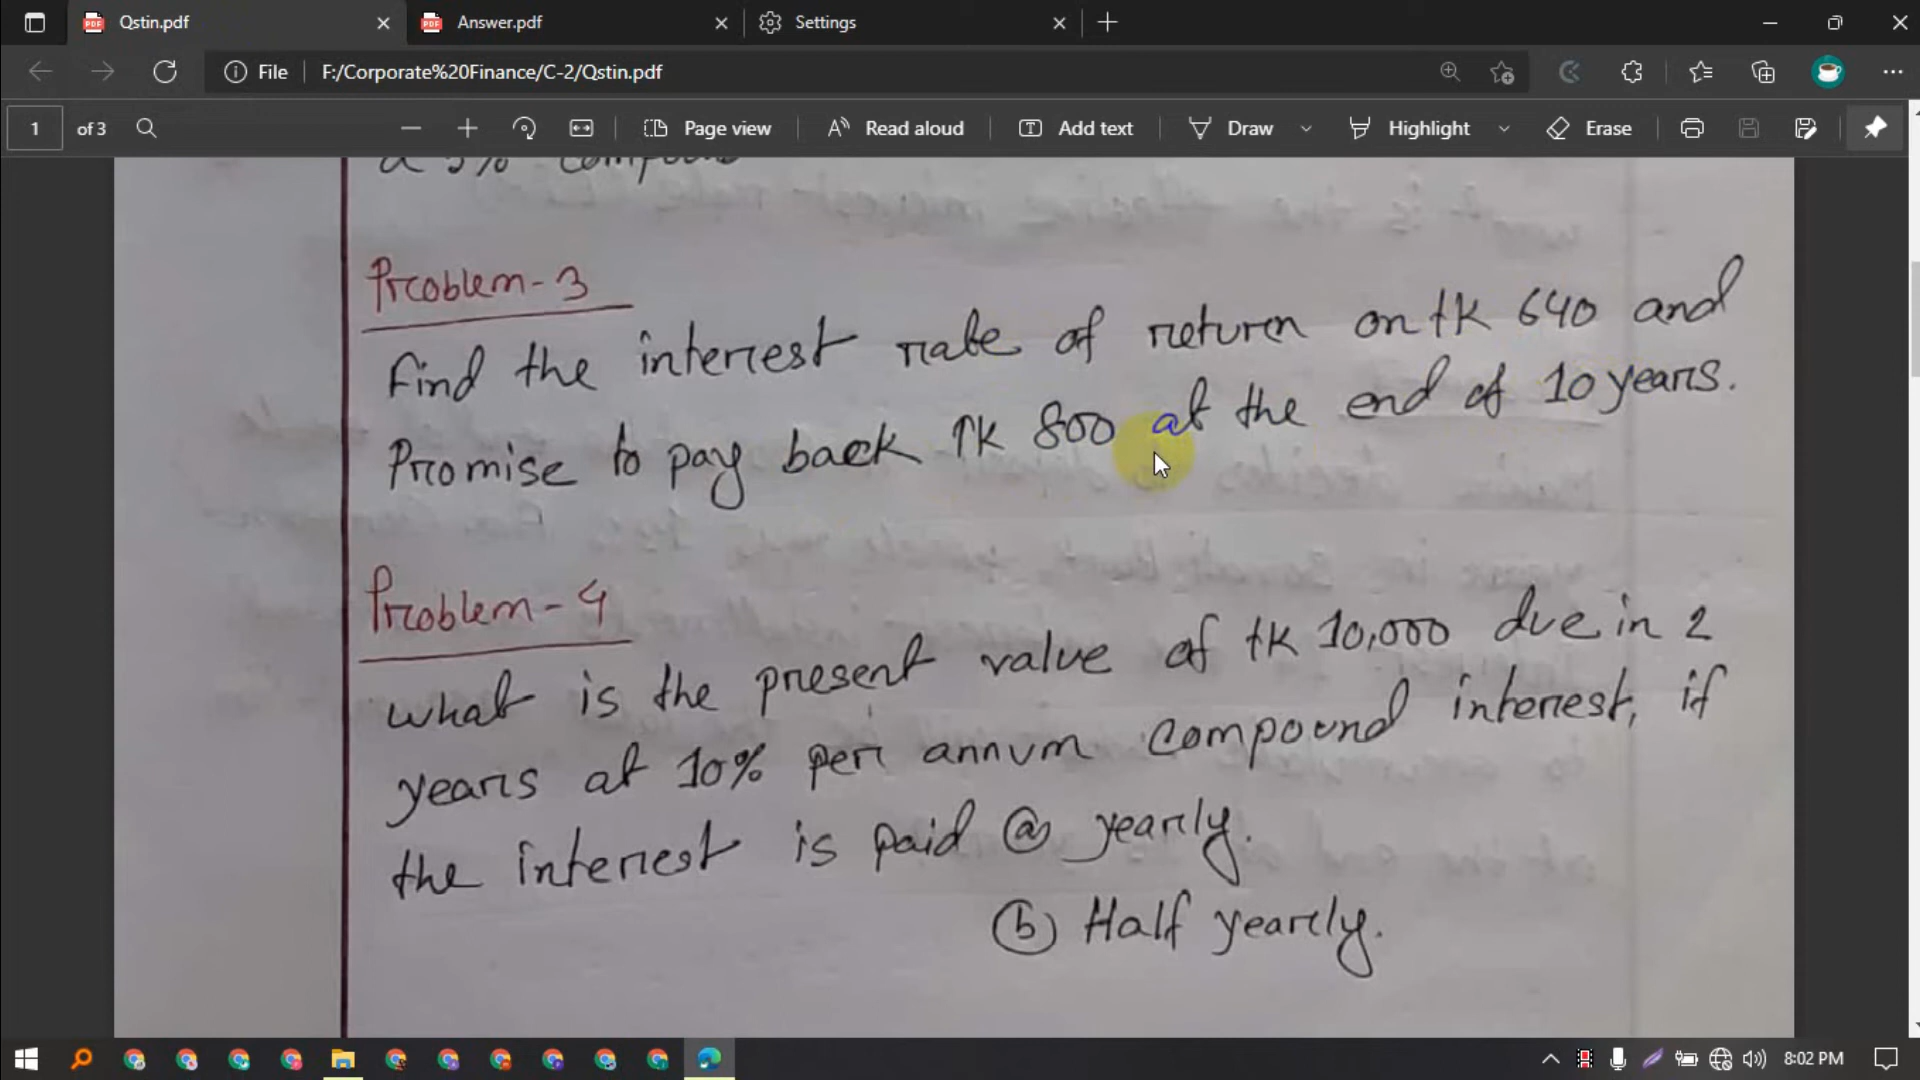 Qstin.pdf
Answer.pdf
Settings
File
F:/Corporate%20Finance/C-2/Qstin.pdf
1 of 3
Page view
Read aloud
Add text
Draw
Highlight
Erase
Problem-3
Find the interest rate of return on tk 640 and
Promise to pay back TK 800 at the end of 10 years.
Problem-4
what is the present value of tk 10,000 due in 2
years at 10% per annum compound interest, if
the interest is paid (a) yearly.
(b) Half yearly.
8:02 PM